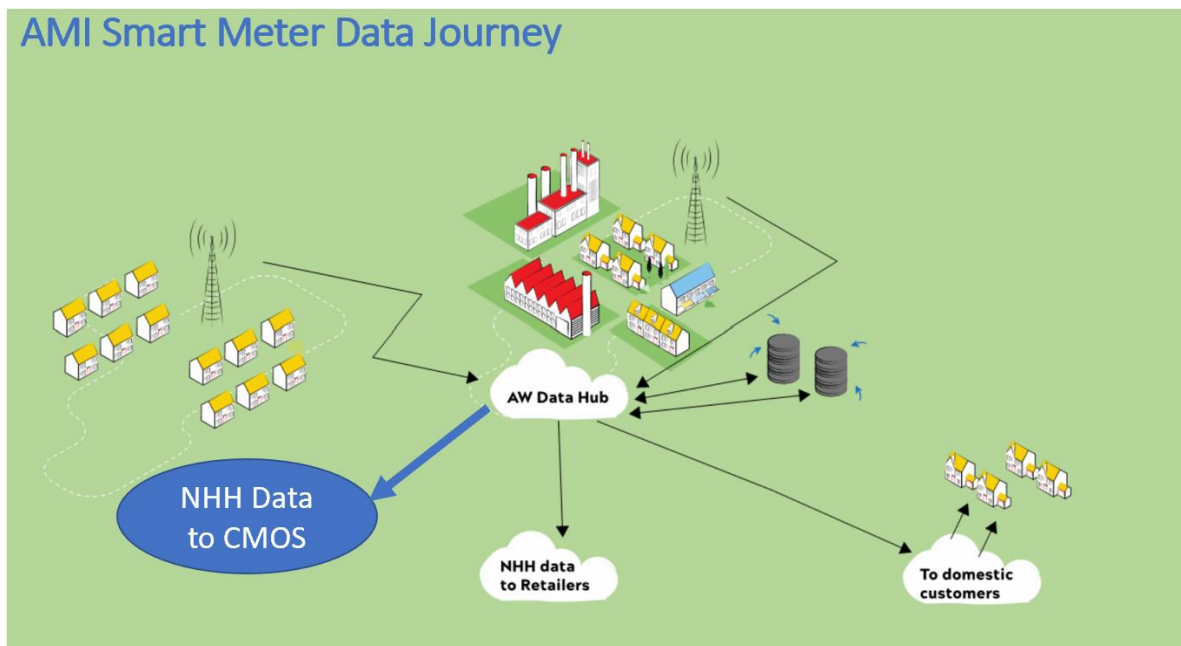 AMI Smart Meter Data Journey
AW Data Hub
NHH Data
to CMOS
NHH data
to Retailers
To domestic
customers